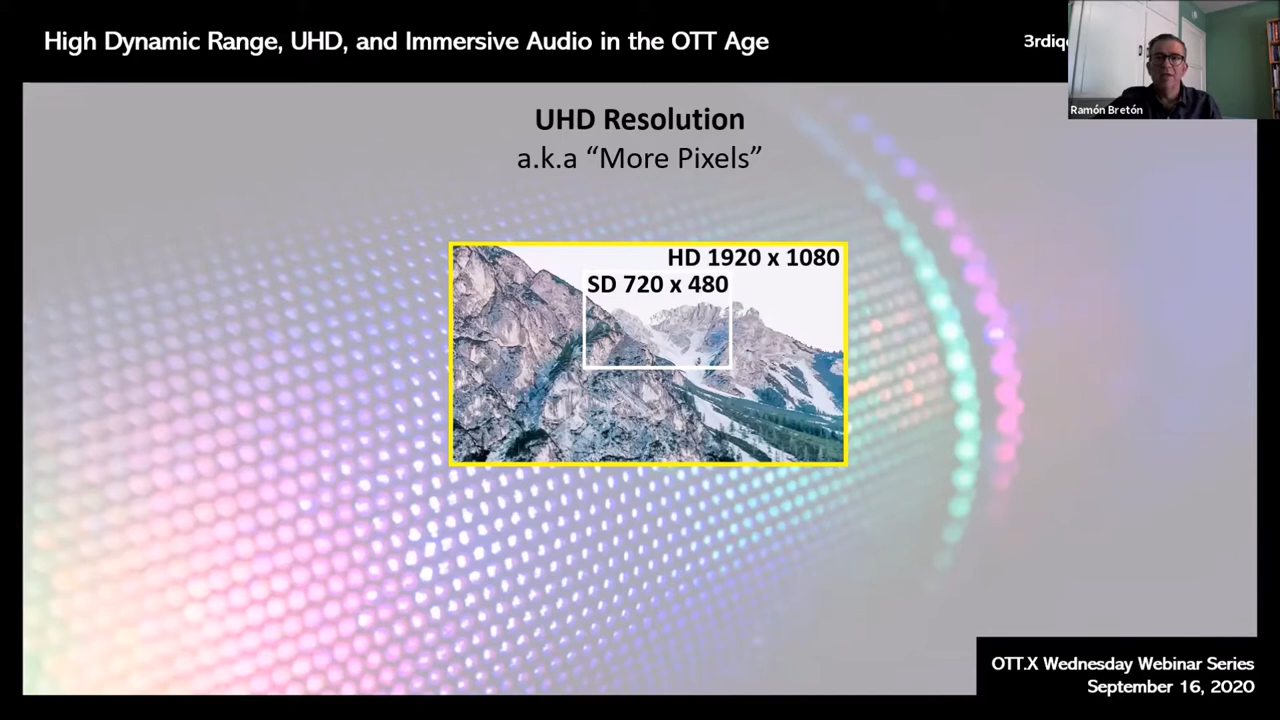 High Dynamic Range, UHD, and Immersive Audio in the OTT Age
Ramón Bretón
UHD Resolution
a.k.a “More Pixels”
HD 1920 x 1080
SD 720 x 480
OTT.X Wednesday Webinar Series
September 16, 2020